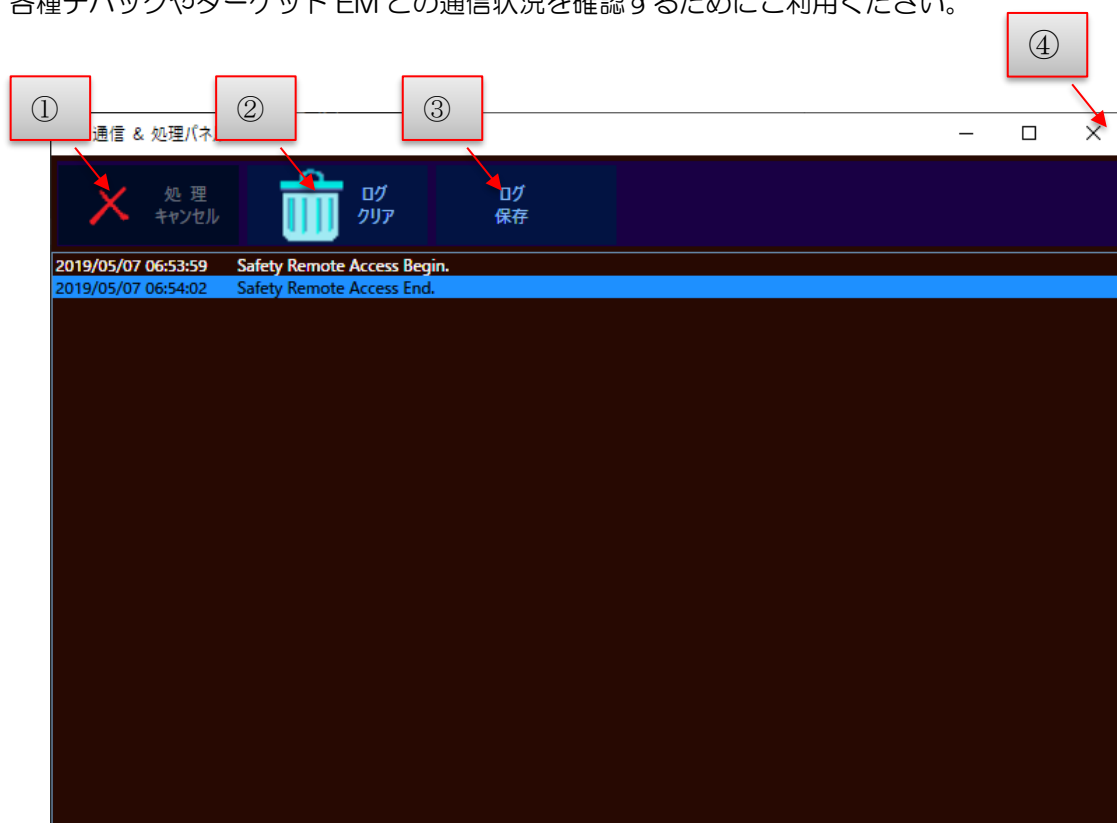 各種デバックやターゲット EM との通信状況を確認するためにご利用ください。
④
① ② ③
通信 & 処理パネ
処 理
キャンセル
ログ
クリア
ログ
保存
2019/05/07 06:53:59 Safety Remote Access Begin.
2019/05/07 06:54:02 Safety Remote Access End.